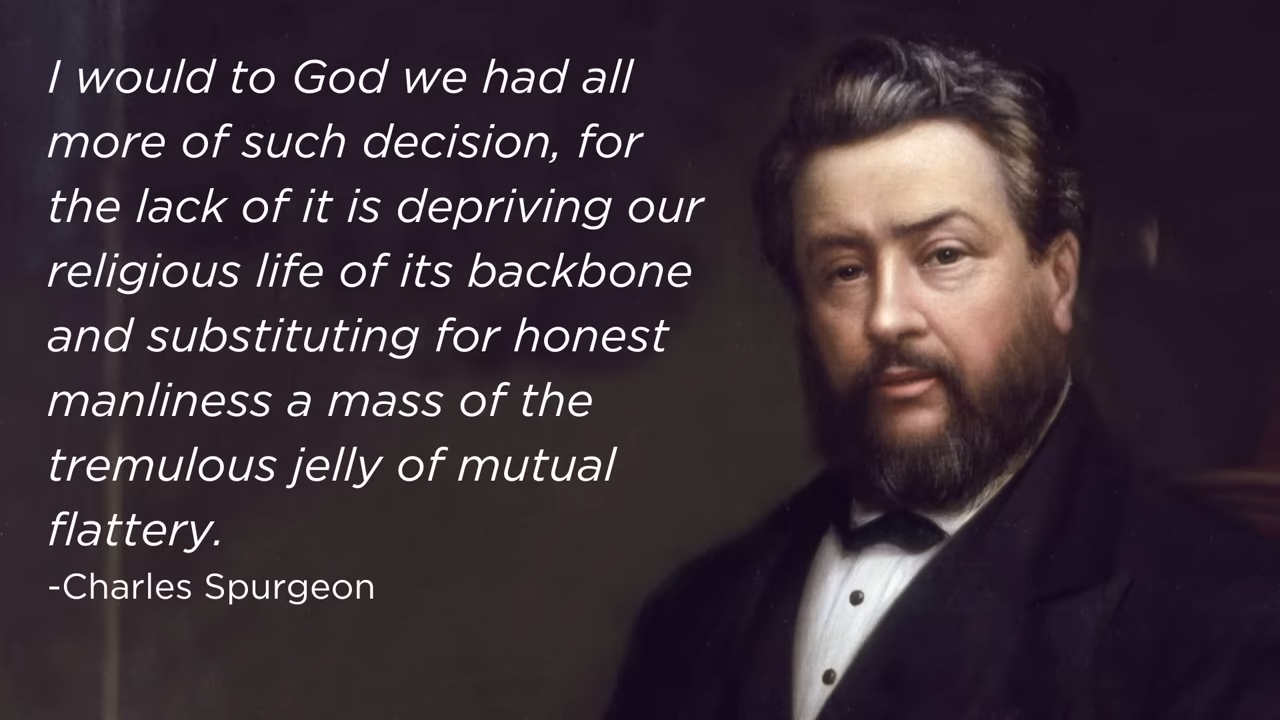 I would to God we had all
more of such decision, for
the lack of it is depriving our
religious life of its backbone
and substituting for honest
manliness a mass of the
tremulous jelly of mutual
flattery.
-Charles Spurgeon